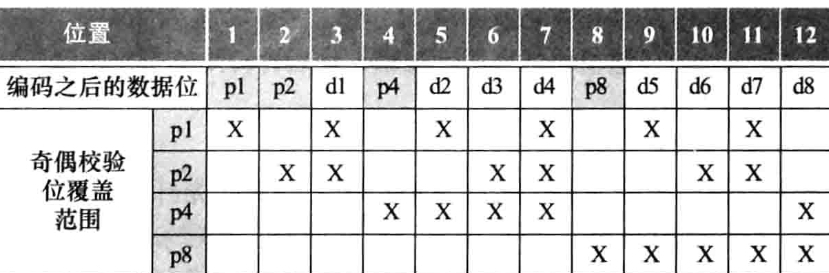 位置 1 2 3 4 5 6 7 8 9 10 11 12
编码之后的数据位 p1 p2 d1 p4 d2 d3 d4 p8 d5 d6 d7 d8
奇偶校验位覆盖范围
p1 X X X X X X
p2 X X X X X X
p4 X X X X X
p8 X X X X X